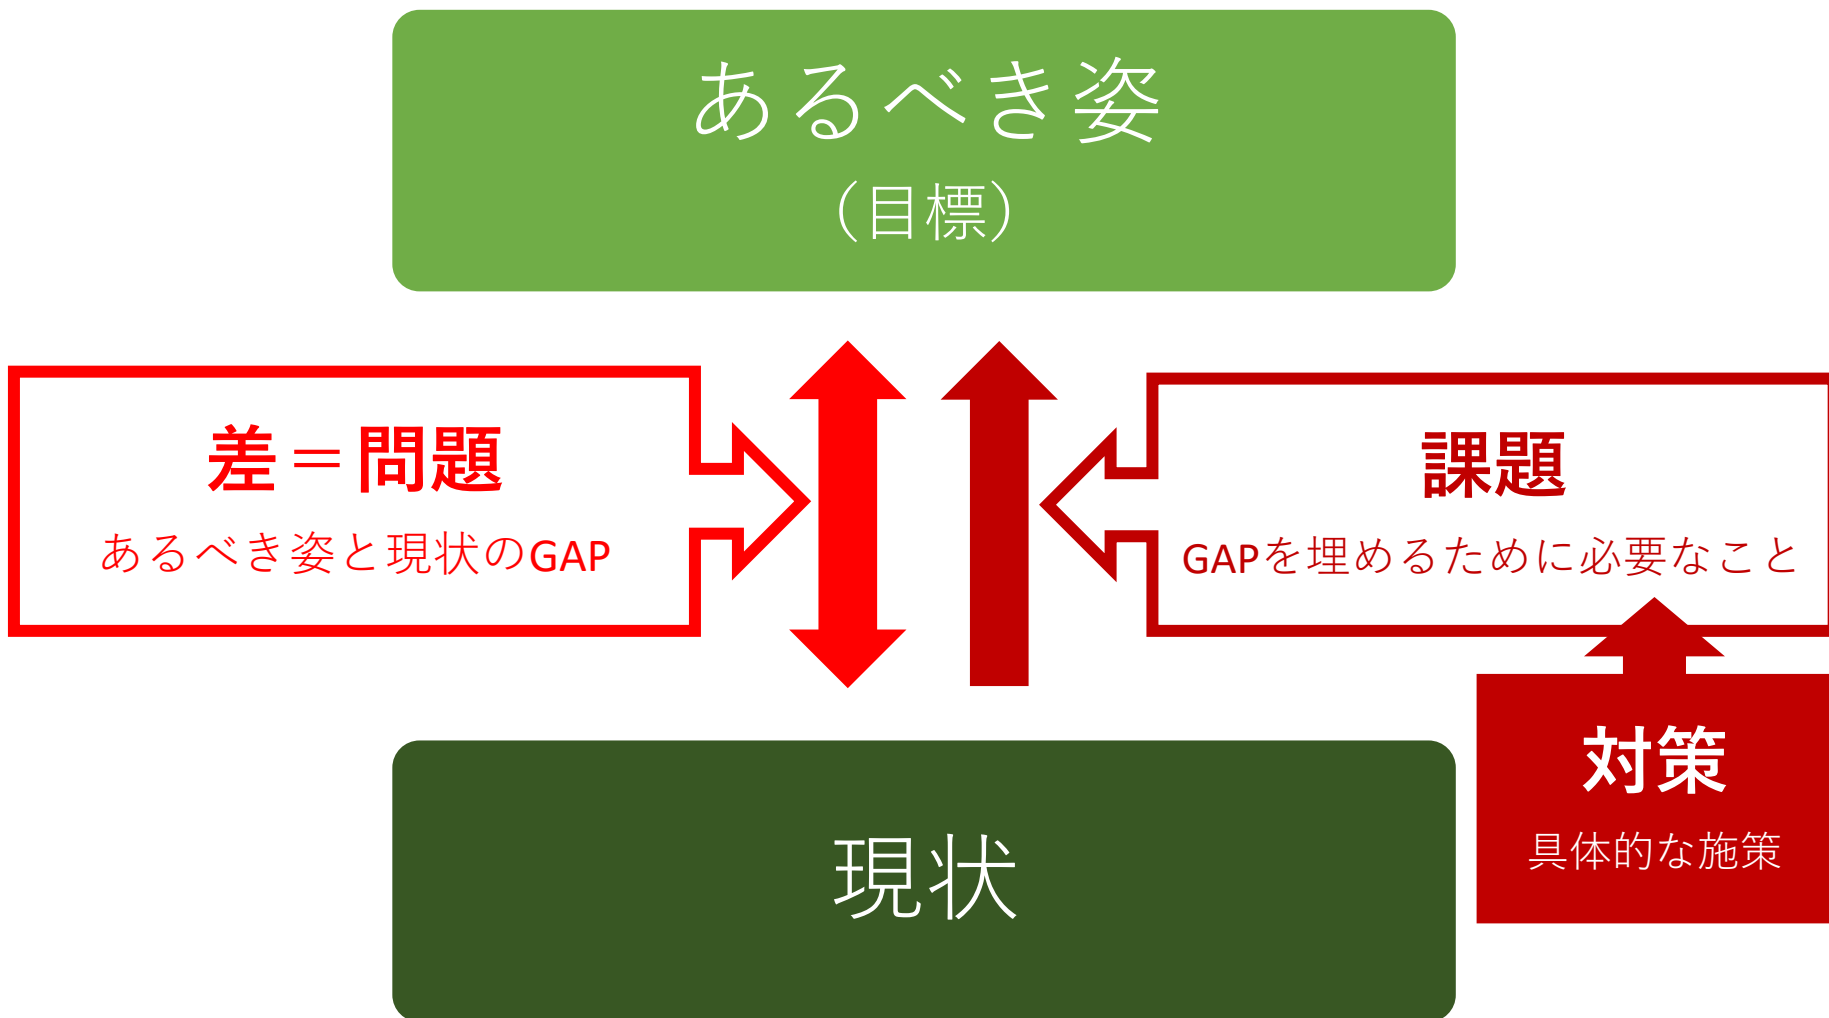 あるべき姿
（目標）
差＝問題
あるべき姿と現状のGAP
課題
GAPを埋めるために必要なこと
対策
具体的な施策
現状